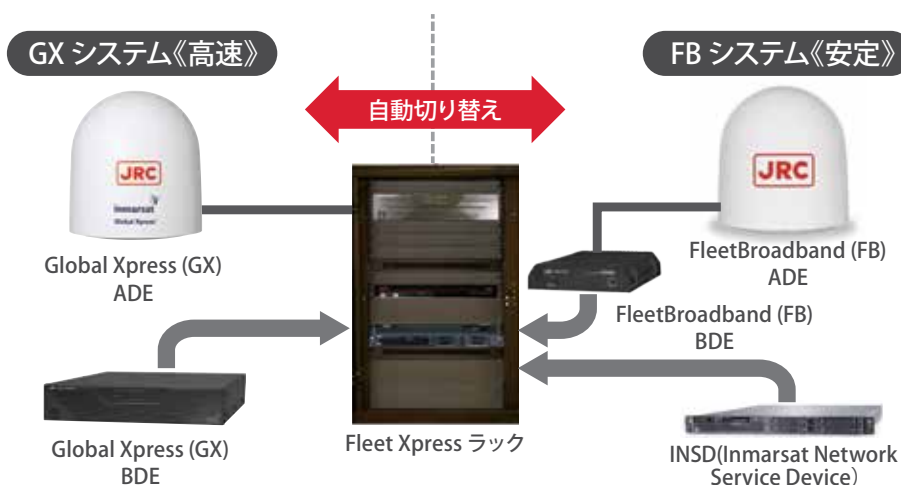 GX システム《高速》
FB システム《安定》
自動切り替え
JRC
inmarsat
Global Xpress
JRC
Global Xpress (GX)
ADE
FleetBroadband (FB)
ADE
FleetBroadband (FB)
BDE
Fleet Xpress ラック
Global Xpress (GX)
BDE
INSD(Inmarsat Network
Service Device)